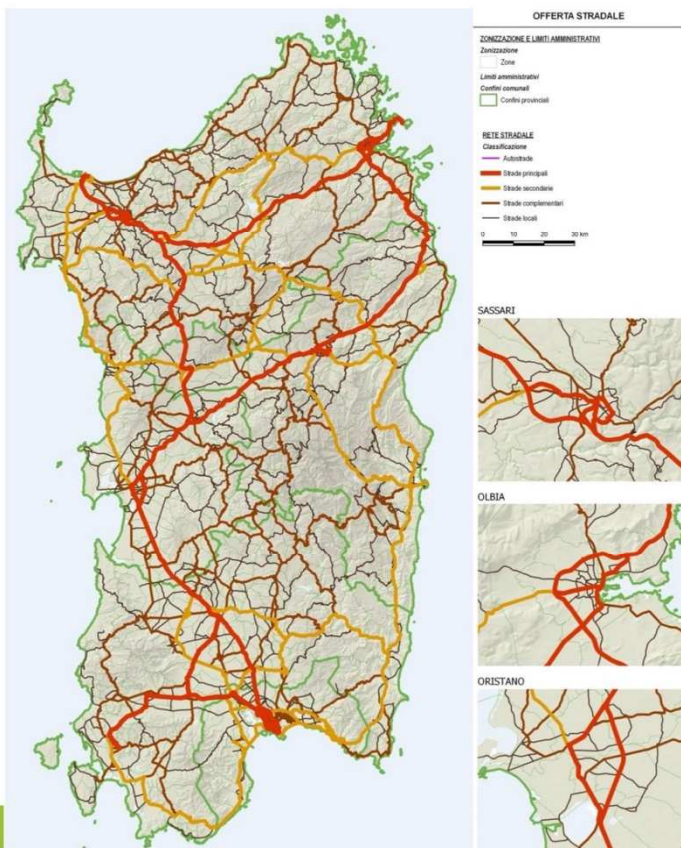 OFFERTA STRADALE
ZONIZZAZIONE E LIMITI AMMINISTRATIVI
Zonizzazione
Zone
Limiti amministrativi
Confini comunali
Confini provinciali
RETE STRADALE
Classificazione
Autostrade
Strade principali
Strade secondarie
Strade complementari
Strade locali
0 10 20 30 km
SASSARI
OLBIA
ORISTANO